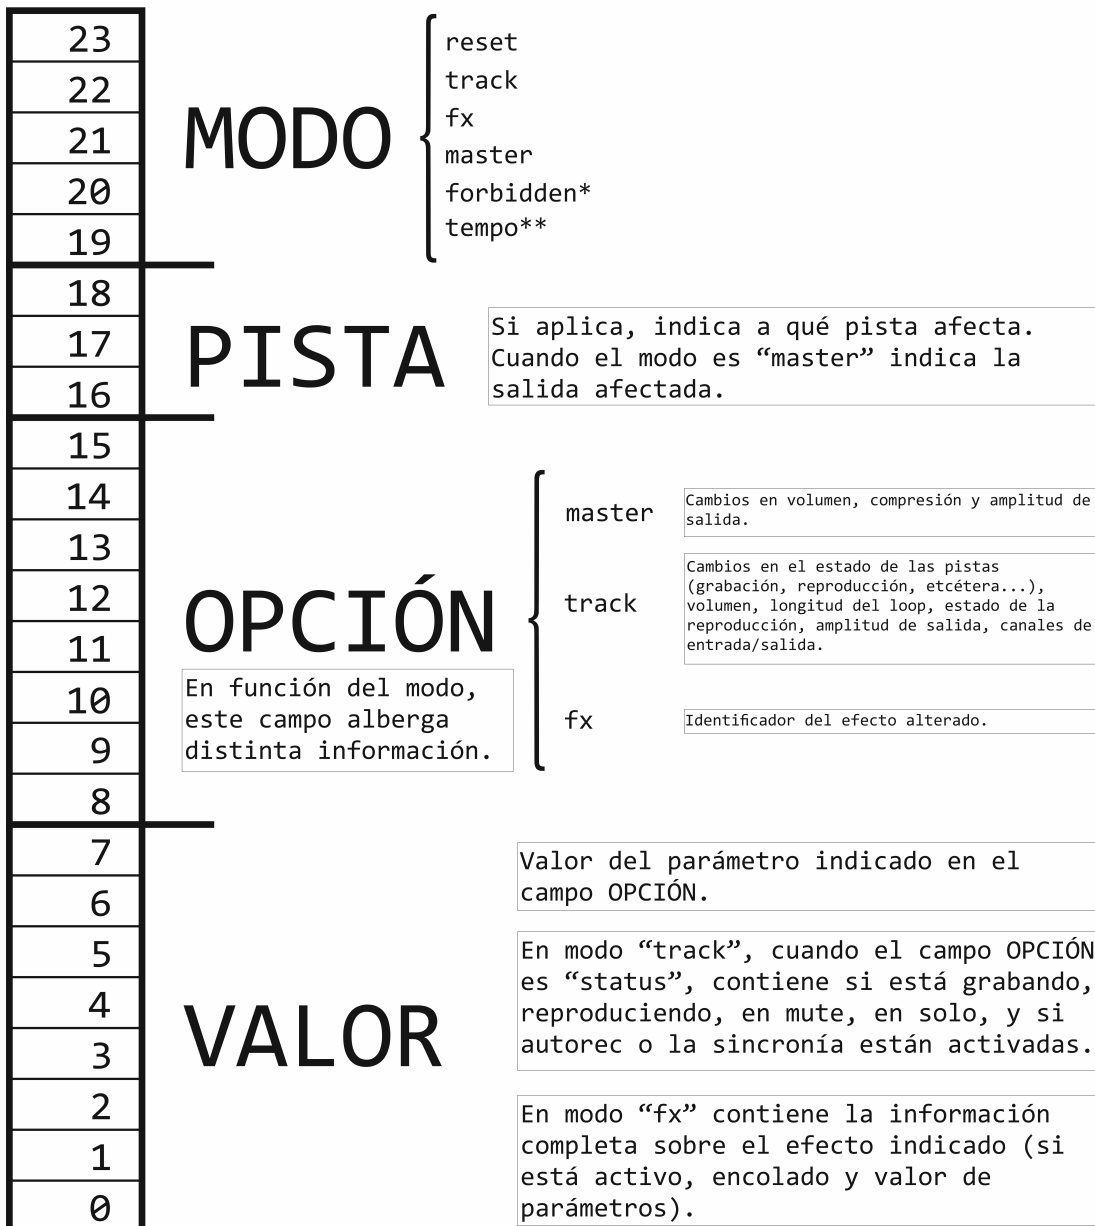 23
22
21
20
19
MODO
reset
track
fx
master
forbidden*
tempo**
18
17
16
PISTA
Si aplica, indica a qué pista afecta.
Cuando el modo es “master” indica la
salida afectada.
15
14
13
12
11
10
9
8
OPCIÓN
En función del modo,
este campo alberga
distinta información.
master
Cambios en volumen, compresión y amplitud de
salida.
track
Cambios en el estado de las pistas
(grabación, reproducción, etcétera...),
volumen, longitud del loop, estado de la
reproducción, amplitud de salida, canales de
entrada/salida.
fx
Identificador del efecto alterado.
7
6
5
4
3
2
1
0
VALOR
Valor del parámetro indicado en el
campo OPCIÓN.
En modo “track”, cuando el campo OPCIÓN
es “status”, contiene si está grabando,
reproduciendo, en mute, en solo, y si
autorec o la sincronía están activadas.
En modo “fx” contiene la información
completa sobre el efecto indicado (si
está activo, encolado y valor de
parámetros).